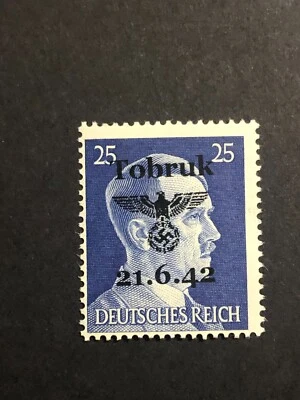 25 25
Tobruk
21.6.42
DEUTSCHES REICH